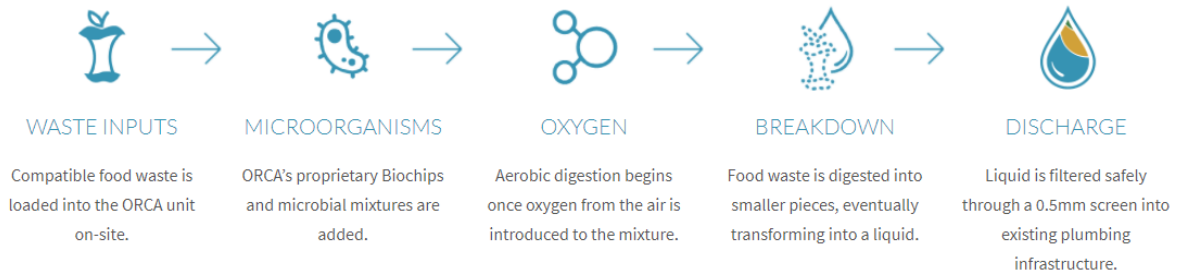 WASTE INPUTS
Compatible food waste is
loaded into the ORCA unit
on-site.
MICROORGANISMS
ORCA’s proprietary Biochips
and microbial mixtures are
added.
OXYGEN
Aerobic digestion begins
once oxygen from the air is
introduced to the mixture.
BREAKDOWN
Food waste is digested into
smaller pieces, eventually
transforming into a liquid.
DISCHARGE
Liquid is filtered safely
through a 0.5mm screen into
existing plumbing
infrastructure.